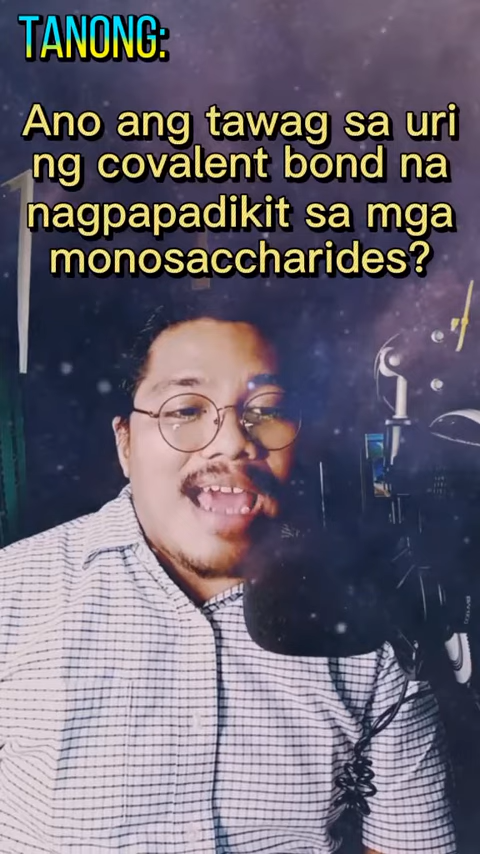 TANONG:
Ano ang tawag sa uri
ng covalent bond na
nagpapadikit sa mga
monosaccharides?